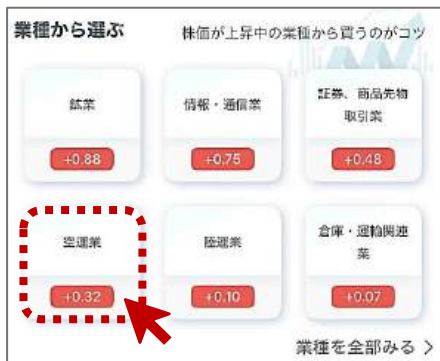 業種から選ぶ
株価が上昇中の業種から買うのがコツ
鉱業
+0.88
情報・通信業
+0.75
証券、商品先物
取引業
+0.48
空運業
+0.32
陸運業
+0.10
倉庫・運輸関連
業
+0.07
業種を全部みる >